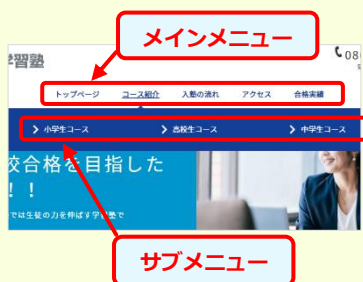 メインメニュー
学習塾
トップページ コース紹介 入塾の流れ アクセス 合格実績
小学生コース 高校生コース 中学生コース
校合格を目指した
！！
では生徒の力を伸ばす学習塾で
サブメニュー